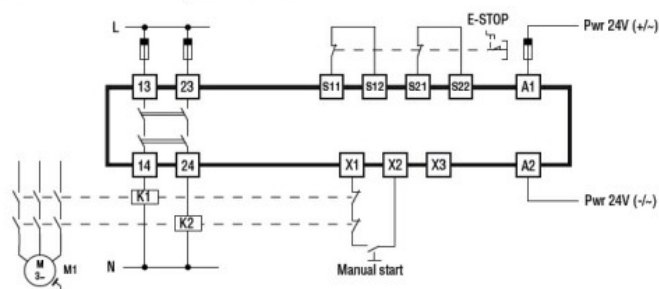 L
E-STOP
Pwr 24V (+/~)
13 23 S11 S12 S21 S22 A1
14 24 X1 X2 X3 A2
K1
Pwr 24V (-/~)
K2
M
3~
M1
N
Manual start